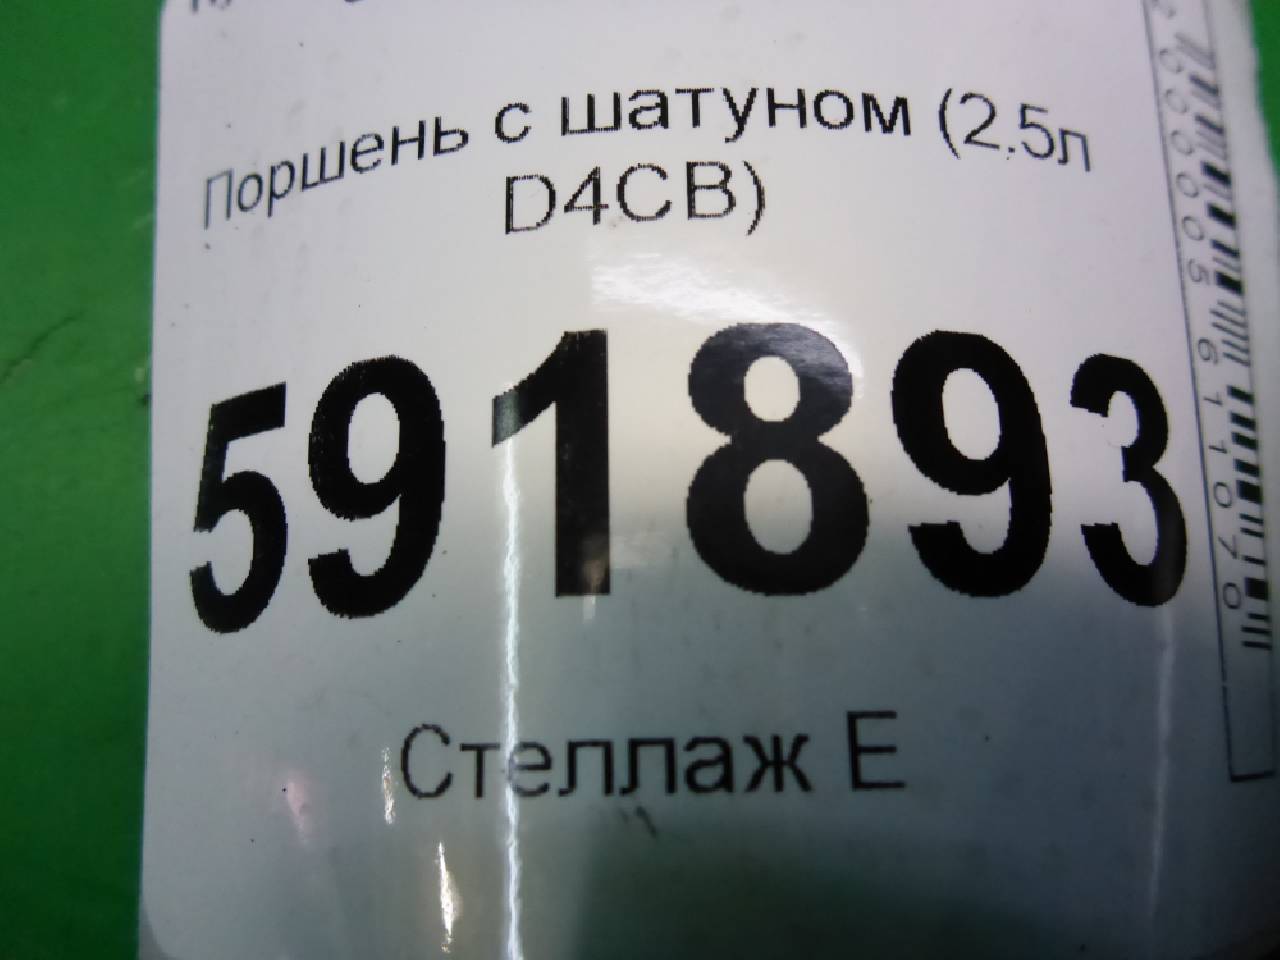 Поршень с шатуном (2.5л
D4CB)
591893
Стеллаж Е